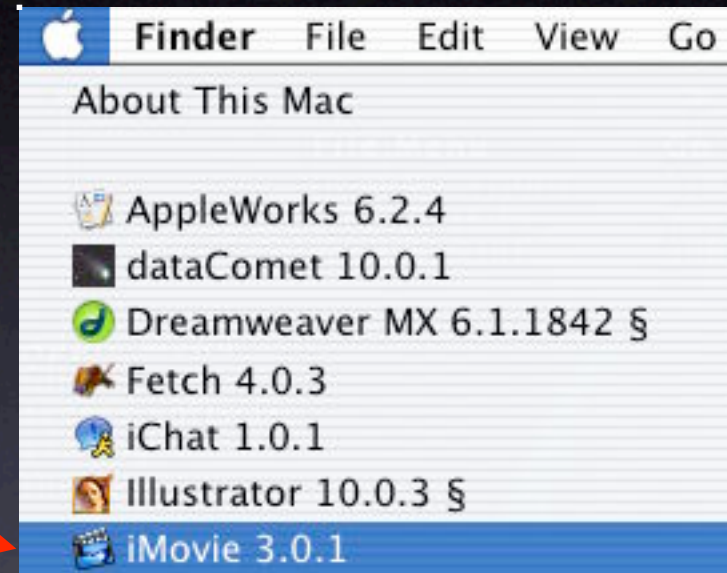 Finder File Edit View Go
About This Mac
AppleWorks 6.2.4
dataComet 10.0.1
Dreamweaver MX 6.1.1842 §
Fetch 4.0.3
iChat 1.0.1
Illustrator 10.0.3 §
iMovie 3.0.1